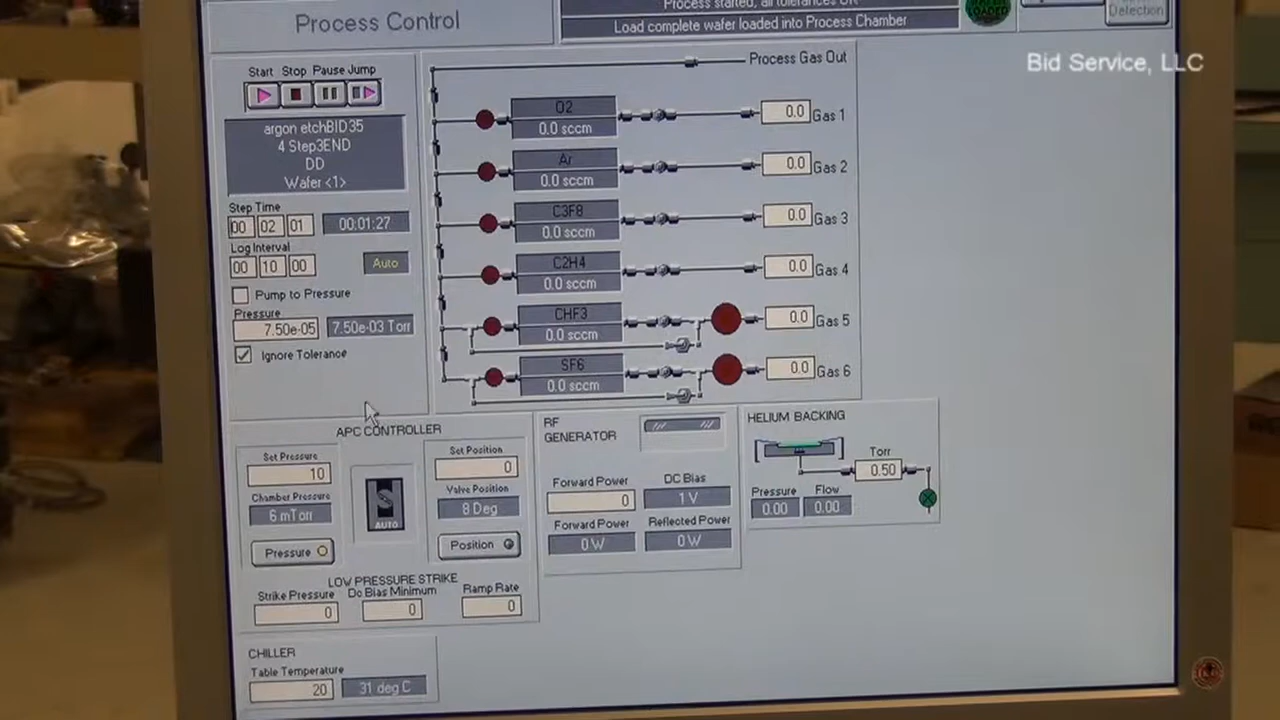 Process Control
Process started, all tolerances OK
Load complete wafer loaded into Process Chamber
Detection
Bid Service, LLC
Start Stop Pause Jump
argon etchBID35
4 Step3END
DD
Wafer <1>
Step Time
00 02 01 00:01:27
Log Interval
00 10 00 Auto
Pump to Pressure
Pressure
7.50e-05 7.50e-03 Torr
Ignore Tolerance
Process Gas Out
O2
0.0 sccm
0.0 Gas 1
Ar
0.0 sccm
0.0 Gas 2
C3F8
0.0 sccm
0.0 Gas 3
C2H4
0.0 sccm
0.0 Gas 4
CHF3
0.0 sccm
0.0 Gas 5
SF6
0.0 sccm
0.0 Gas 6
APC CONTROLLER
Set Pressure
10
Chamber Pressure
6 mTorr
Pressure
AUTO
Set Position
0
Valve Position
8 Deg
Position
LOW PRESSURE STRIKE
Strike Pressure Dc Bias Minimum Ramp Rate
0 0 0
RF
GENERATOR
Forward Power
0
DC Bias
1 V
Forward Power
0 W
Reflected Power
0 W
HELIUM BACKING
Torr
0.50
Pressure Flow
0.00 0.00
CHILLER
Table Temperature
20 31 deg C